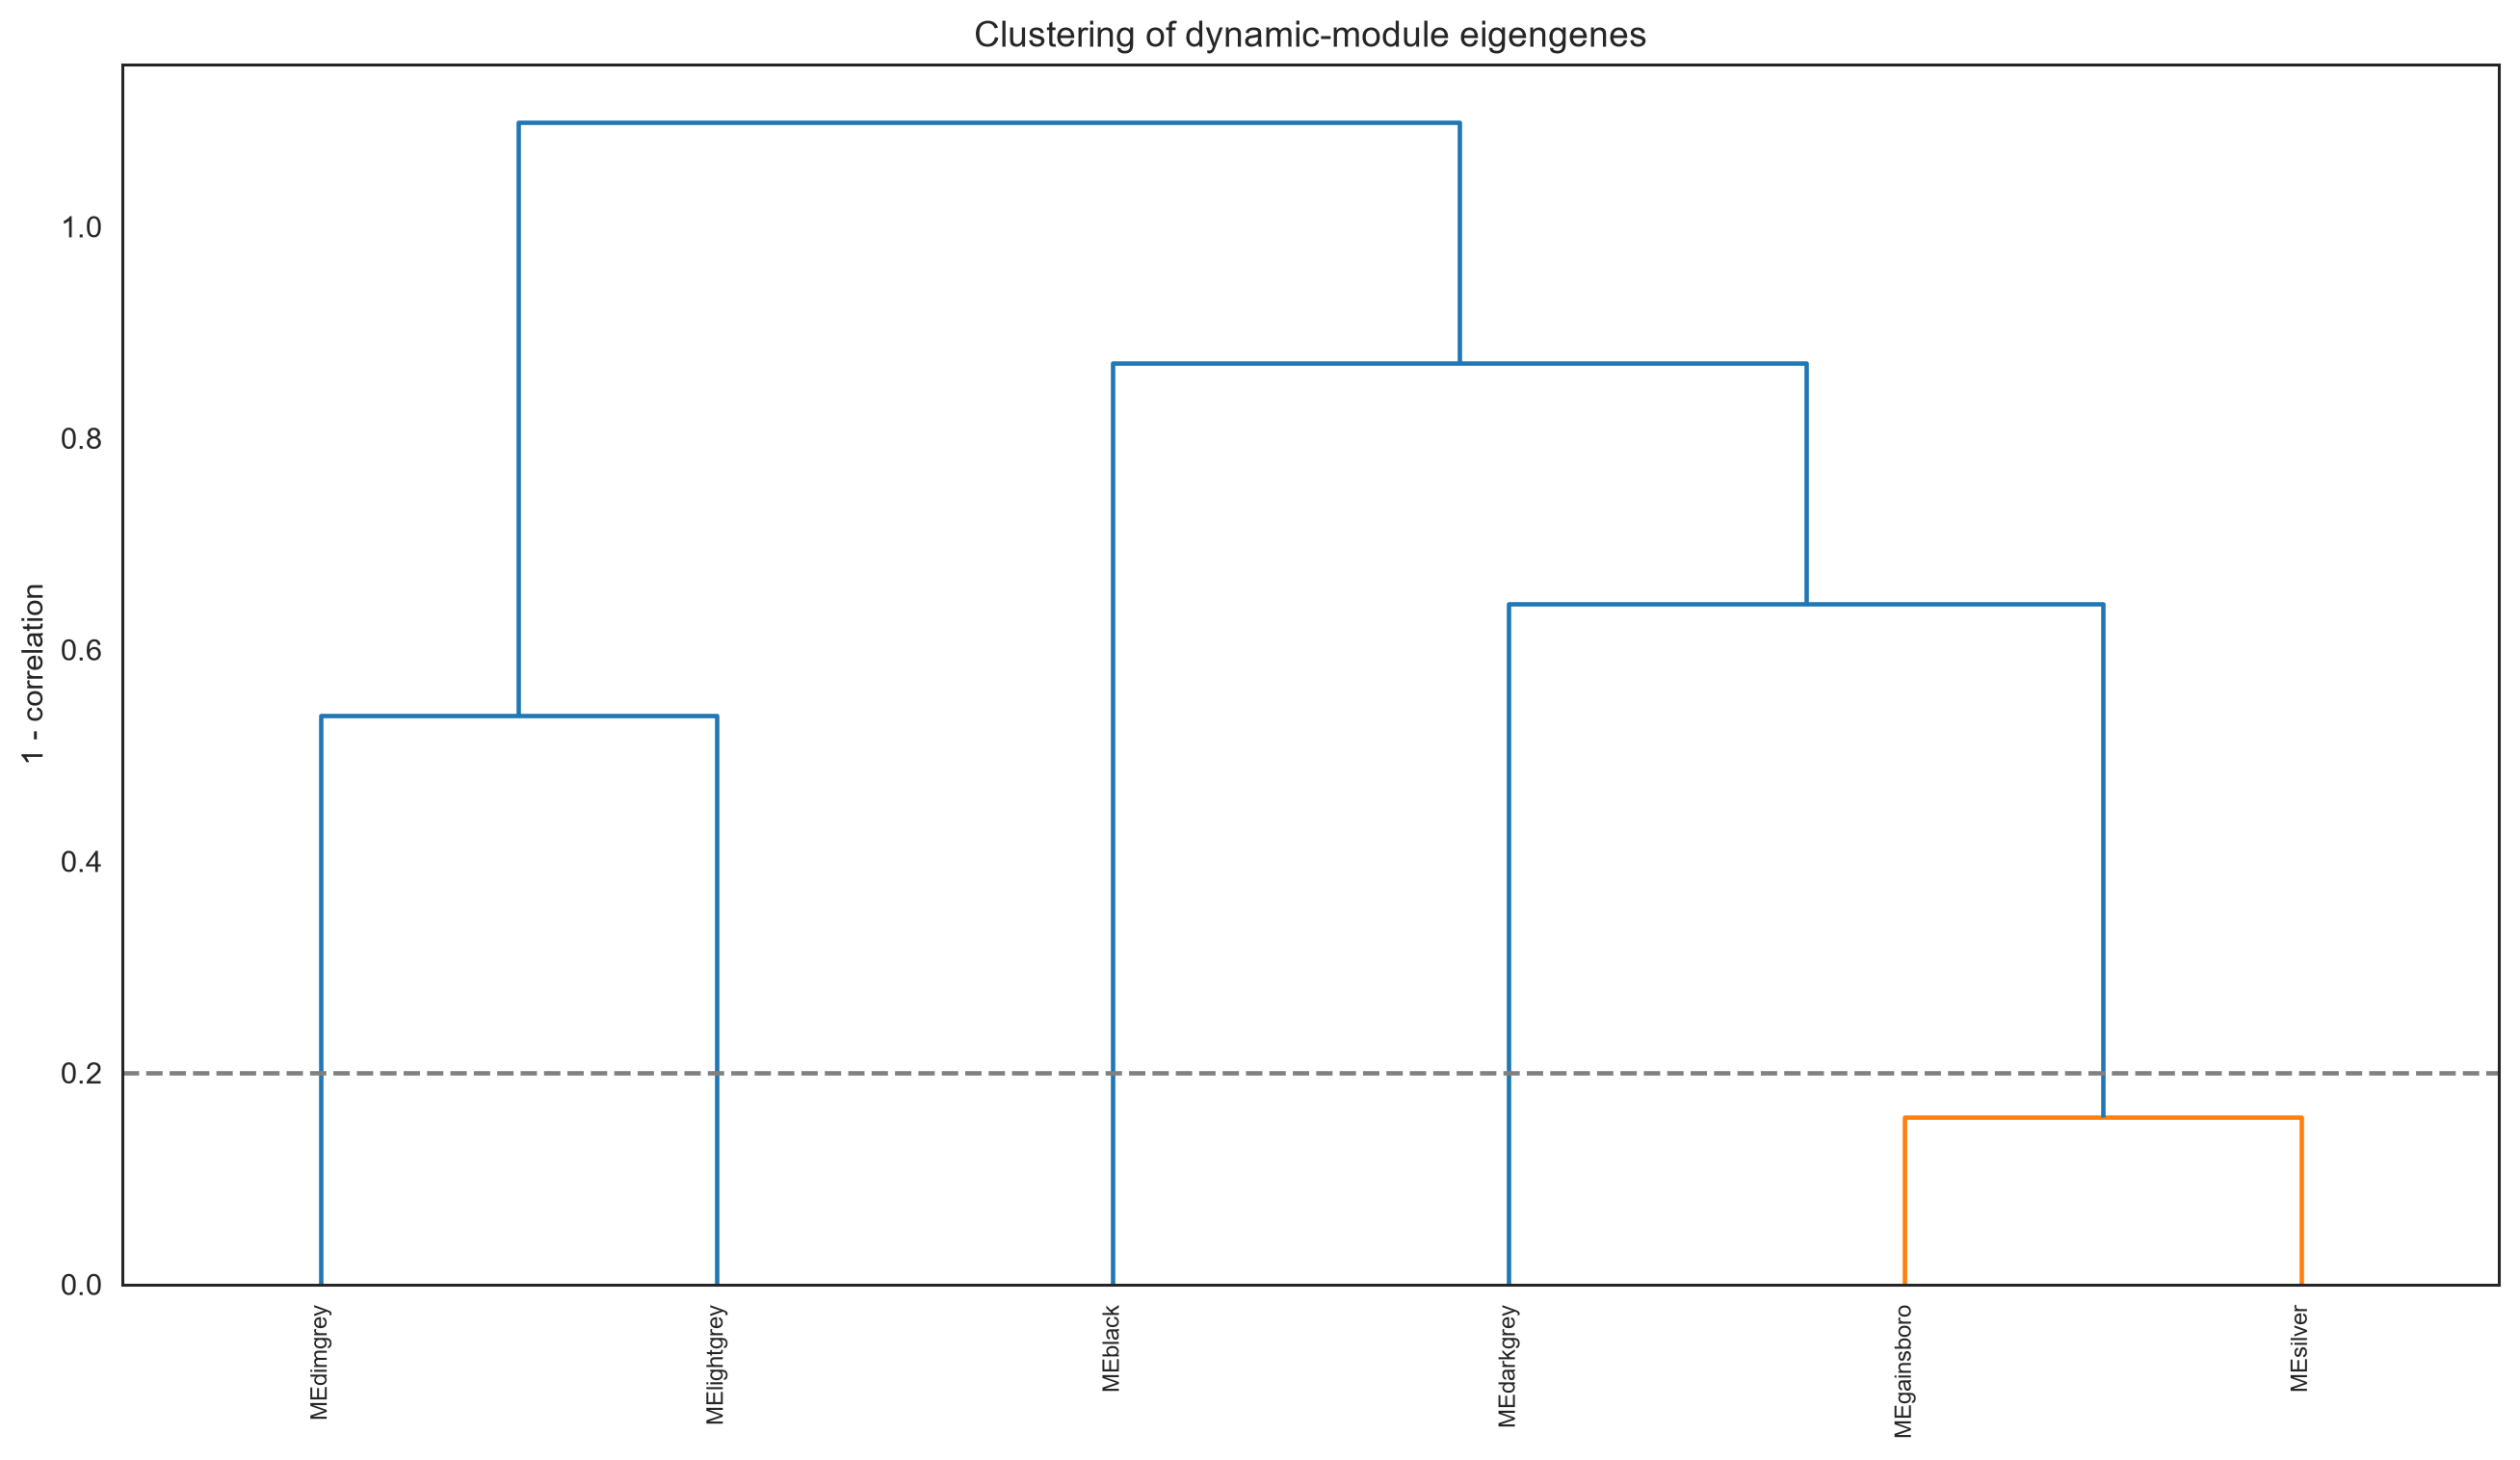 Clustering of dynamic-module eigengenes
1 - correlation
1.0
0.8
0.6
0.4
0.2
0.0
MEdimgrey
MElightgrey
MEblack
MEdarkgrey
MEgainsboro
MEsilver